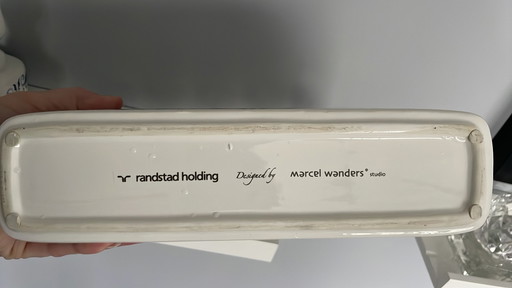 randstad holding Designed by marcel wanders studio